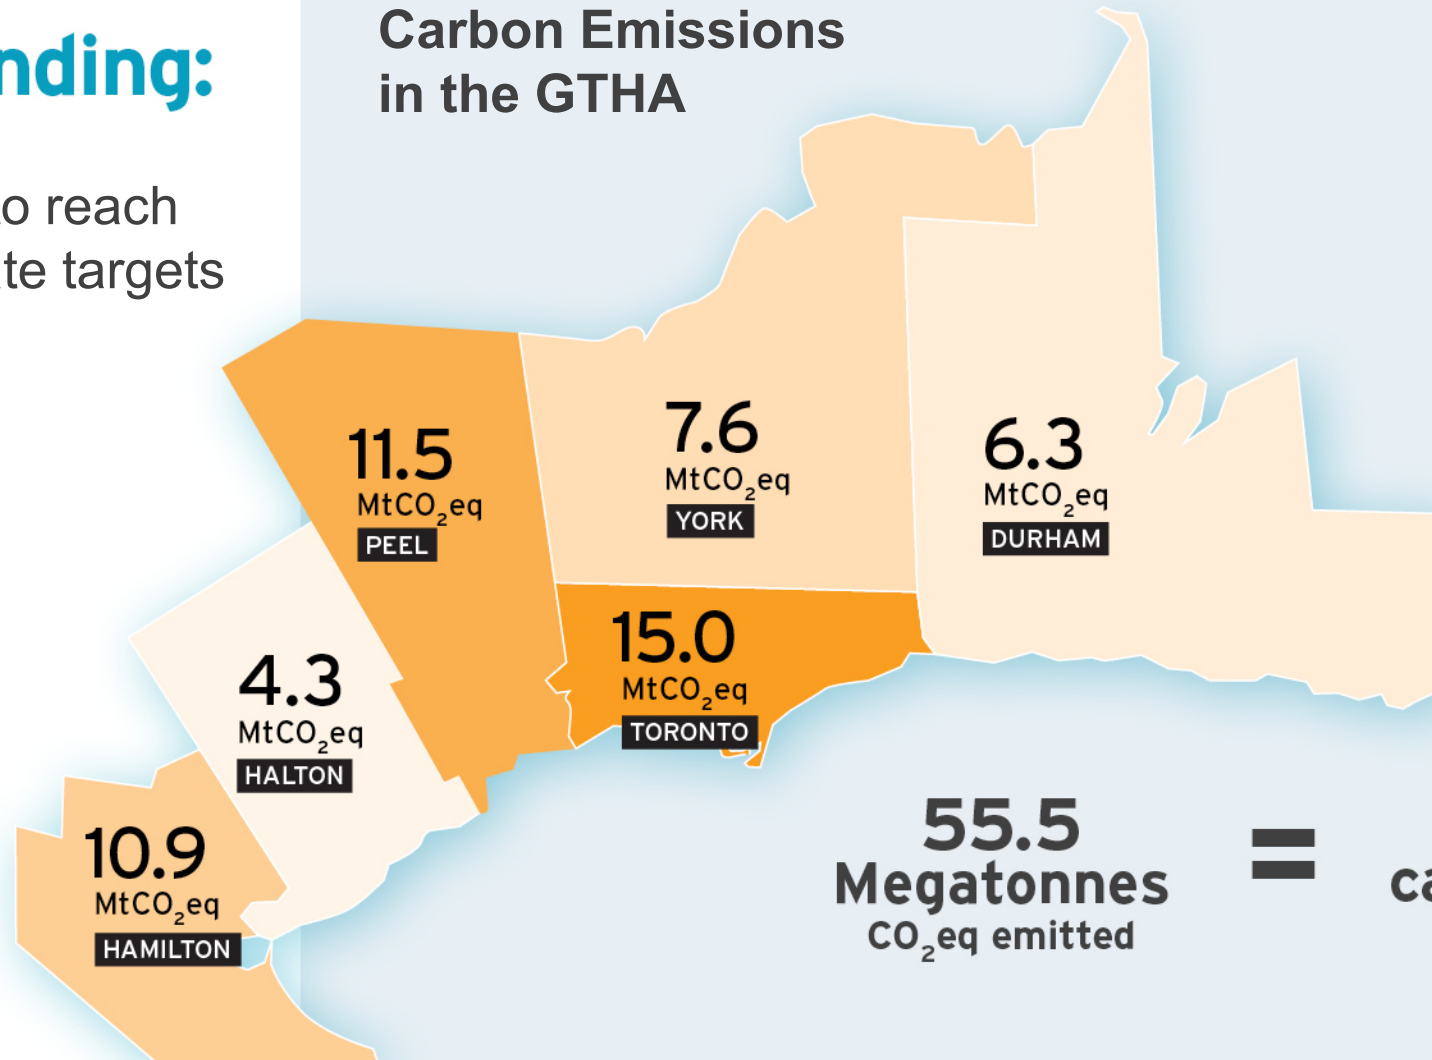 nding:
o reach
te targets
Carbon Emissions
in the GTHA
11.5
MtCO₂eq
PEEL
7.6
MtCO₂eq
YORK
6.3
MtCO₂eq
DURHAM
15.0
MtCO₂eq
TORONTO
4.3
MtCO₂eq
HALTON
10.9
MtCO₂eq
HAMILTON
55.5
Megatonnes
CO₂eq emitted
=
ca